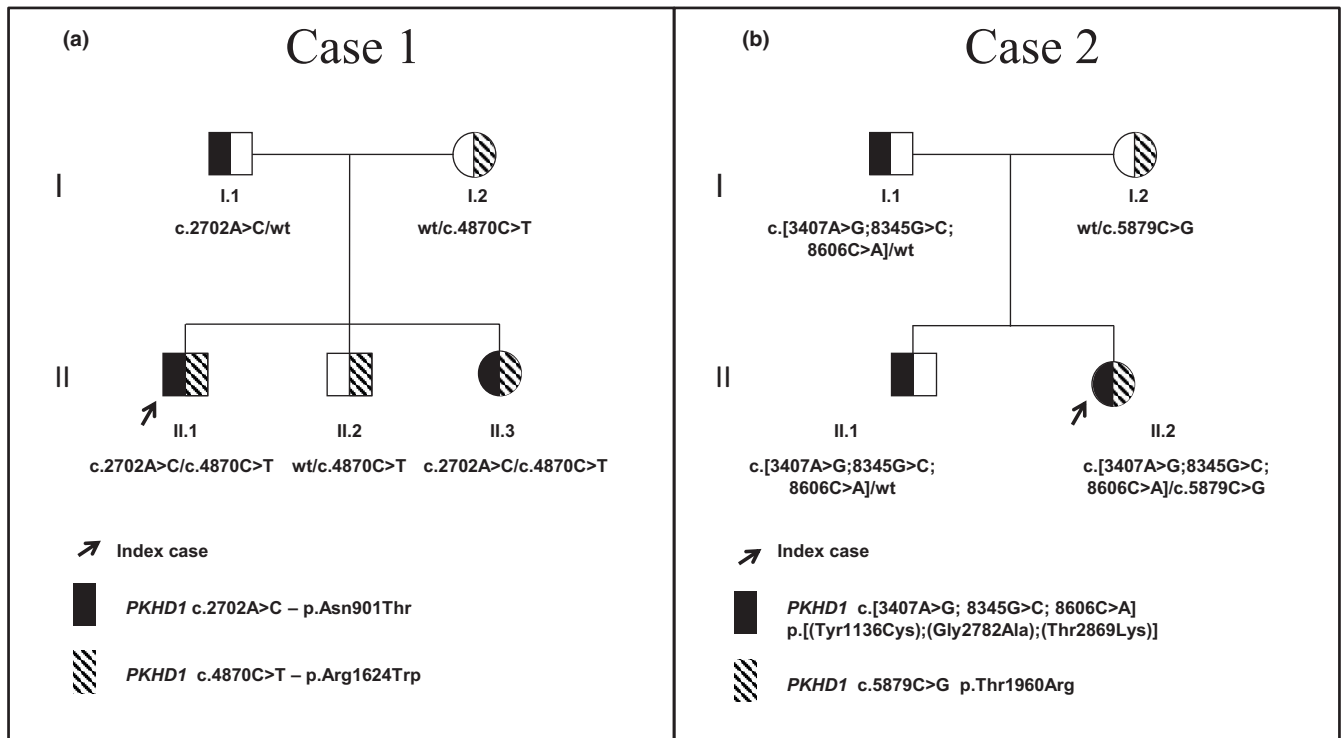 (a)
Case 1
I
I.1
I.2
c.2702A>C/wt
wt/c.4870C>T
II
II.1
II.2
II.3
c.2702A>C/c.4870C>T
wt/c.4870C>T
c.2702A>C/c.4870C>T
Index case
PKHD1 c.2702A>C – p.Asn901Thr
PKHD1 c.4870C>T – p.Arg1624Trp
(b)
Case 2
I
I.1
I.2
c.[3407A>G;8345G>C;
8606C>A]/wt
wt/c.5879C>G
II
II.1
II.2
c.[3407A>G;8345G>C;
8606C>A]/wt
c.[3407A>G;8345G>C;
8606C>A]/c.5879C>G
Index case
PKHD1 c.[3407A>G; 8345G>C; 8606C>A]
p.[(Tyr1136Cys);(Gly2782Ala);(Thr2869Lys)]
PKHD1 c.5879C>G p.Thr1960Arg